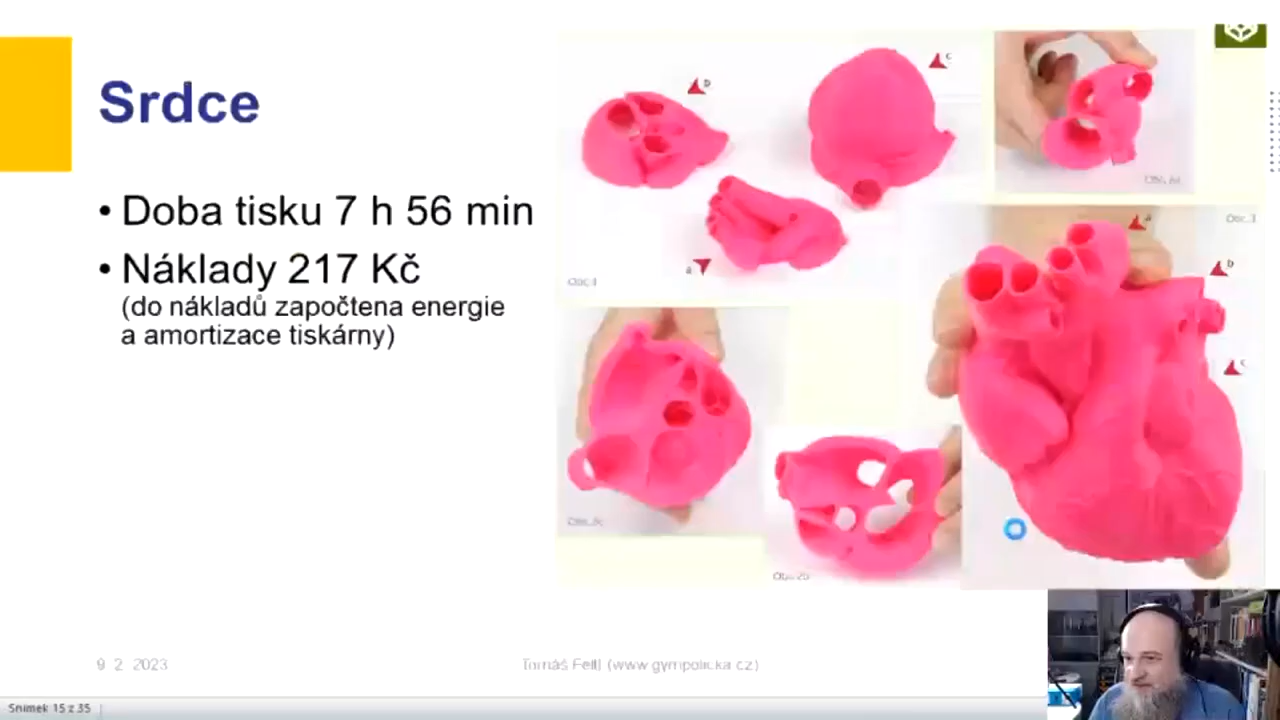 Srdce
• Doba tisku 7 h 56 min
• Náklady 217 Kč
(do nákladů započtena energie
a amortizace tiskárny)
b
c
a
a
b
c
9 2 2023
Tomáš (www.gympolicka.cz)
Snímek 15 z 35